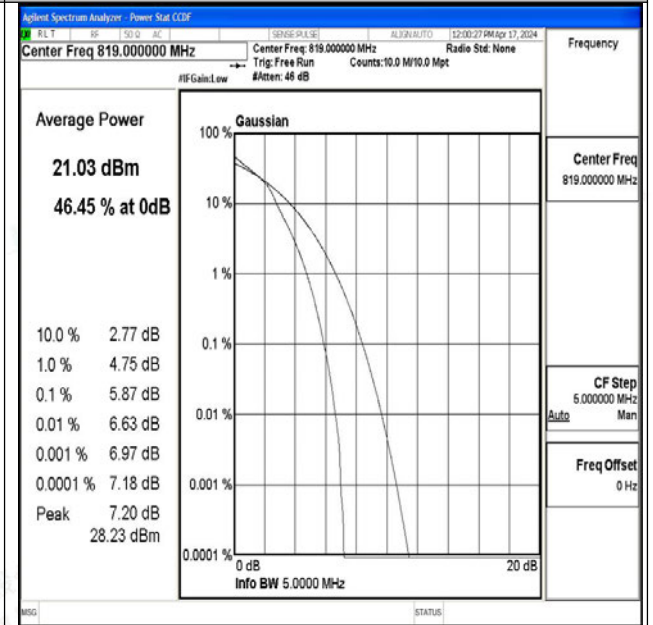 Agilent Spectrum Analyzer - Power Stat CCDF
RL T RF 50 Ω AC SENSE:PULSE ALIGN AUTO 12:00:27 PM Apr 17, 2024
Center Freq 819.000000 MHz
Center Freq: 819.000000 MHz Radio Std: None
Trig: Free Run Counts:10.0 M/10.0 Mpt
#IFGain:Low #Atten: 46 dB
Frequency
Average Power
21.03 dBm
46.45 % at 0dB
10.0 % 2.77 dB
1.0 % 4.75 dB
0.1 % 5.87 dB
0.01 % 6.63 dB
0.001 % 6.97 dB
0.0001 % 7.18 dB
Peak 7.20 dB
28.23 dBm
Gaussian
100 %
10 %
1 %
0.1 %
0.01 %
0.001 %
0.0001 %
0 dB 20 dB
Info BW 5.0000 MHz
Center Freq
819.000000 MHz
CF Step
5.000000 MHz
Auto Man
Freq Offset
0 Hz
MSG STATUS